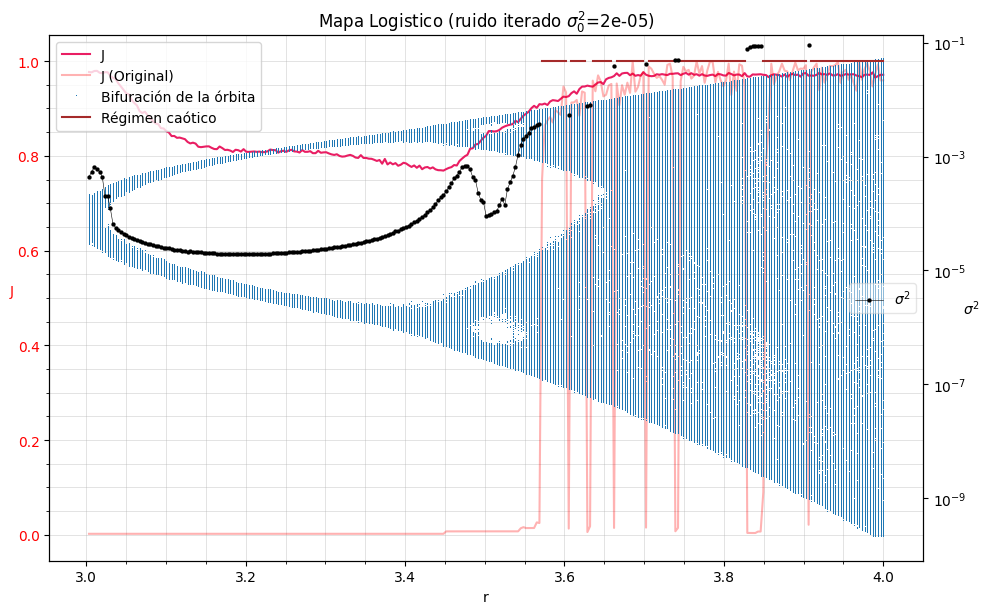 Mapa Logistico (ruido iterado σ₀²=2e-05)
J
J (Original)
Bifuración de la órbita
Régimen caótico
1.0
0.8
0.6
0.4
0.2
0.0
J
3.0
3.2
3.4
3.6
3.8
4.0
r
10⁻¹
10⁻³
10⁻⁵
10⁻⁷
10⁻⁹
σ²
σ²